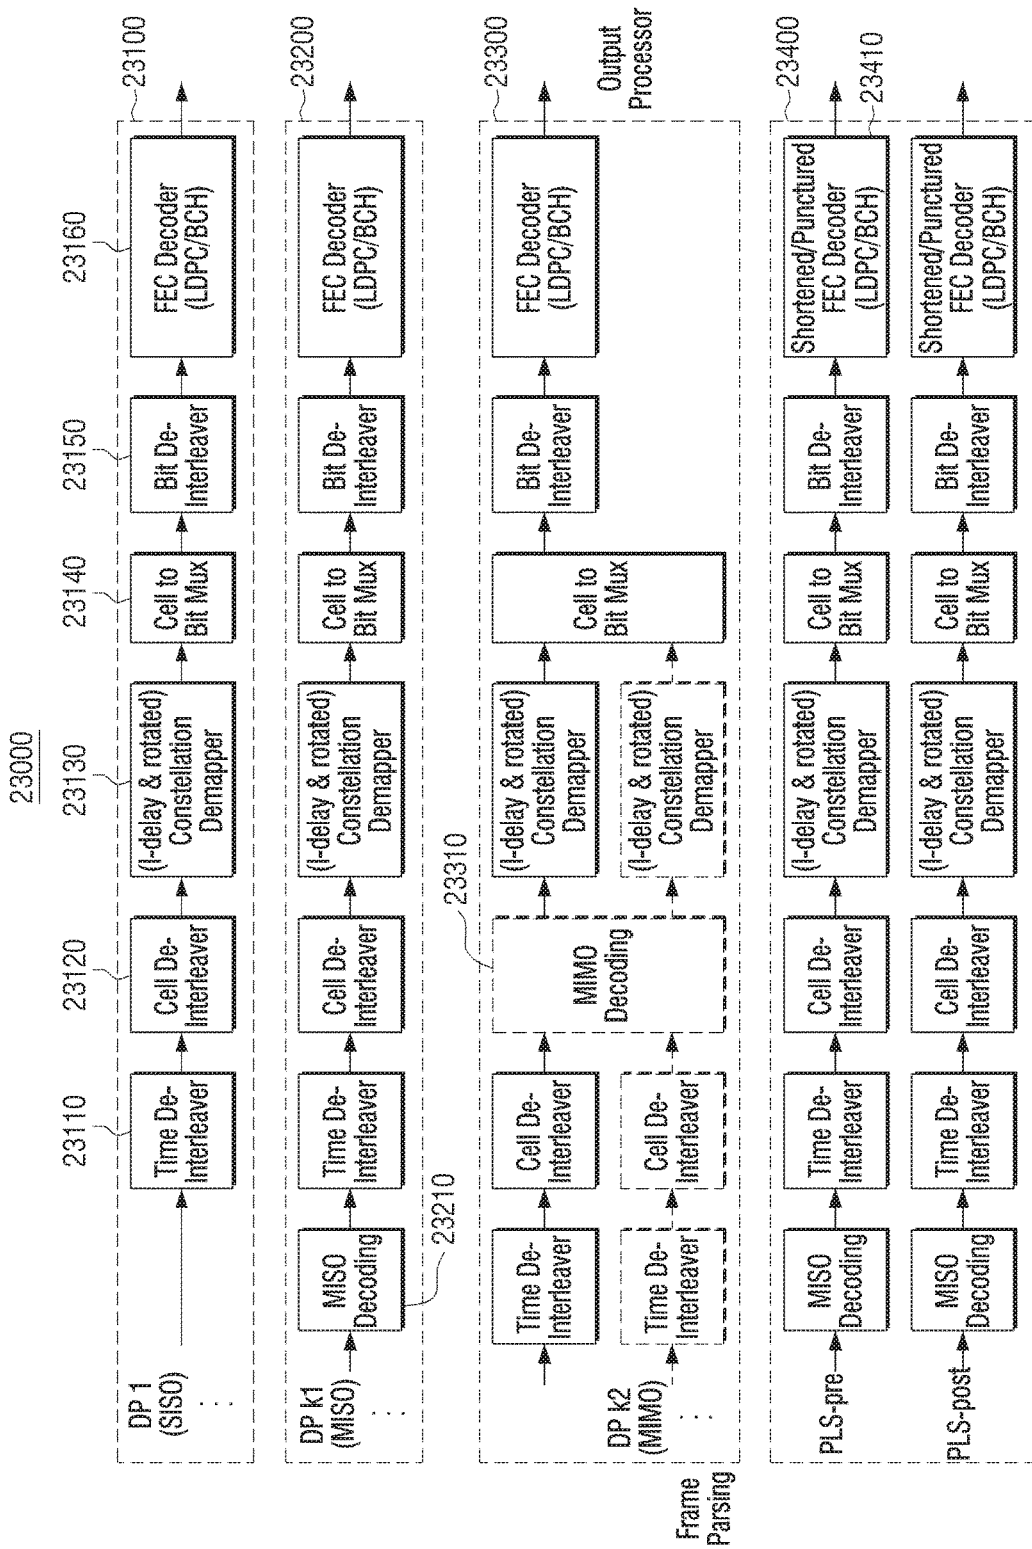 23000
23110
23120
23130
23140
23150
23160
23100
DP 1
(SISO)
Time De-
Interleaver
Cell De-
Interleaver
(I-delay & rotated)
Constellation
Demapper
Cell to
Bit Mux
Bit De-
Interleaver
FEC Decoder
(LDPC/BCH)
23200
DP k1
(MISO)
MISO
Decoding
23210
Time De-
Interleaver
Cell De-
Interleaver
(I-delay & rotated)
Constellation
Demapper
Cell to
Bit Mux
Bit De-
Interleaver
FEC Decoder
(LDPC/BCH)
23300
23310
Time De-
Interleaver
Cell De-
Interleaver
MIMO
Decoding
(I-delay & rotated)
Constellation
Demapper
Cell to
Bit Mux
Bit De-
Interleaver
FEC Decoder
(LDPC/BCH)
DP k2
(MIMO)
Time De-
Interleaver
Cell De-
Interleaver
(I-delay & rotated)
Constellation
Demapper
Frame
Parsing
Output
Processor
23400
PLS-pre
MISO
Decoding
Time De-
Interleaver
Cell De-
Interleaver
(I-delay & rotated)
Constellation
Demapper
Cell to
Bit Mux
Bit De-
Interleaver
Shortened/Punctured
FEC Decoder
(LDPC/BCH)
23410
PLS-post
MISO
Decoding
Time De-
Interleaver
Cell De-
Interleaver
(I-delay & rotated)
Constellation
Demapper
Cell to
Bit Mux
Bit De-
Interleaver
Shortened/Punctured
FEC Decoder
(LDPC/BCH)